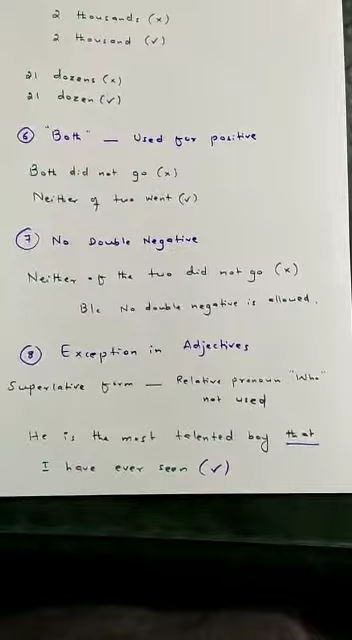 2 thousands (x)
2 thousand (✓)
21 dozens (x)
21 dozen (✓)
⑥ "Both" — Used for positive
Both did not go (x)
Neither of two went (✓)
⑦ No Double Negative
Neither of the two did not go (x)
B/c No double negative is allowed.
⑧ Exception in Adjectives
Superlative form — Relative pronoun "Who"
not used
He is the most talented boy that
I have ever seen (✓)